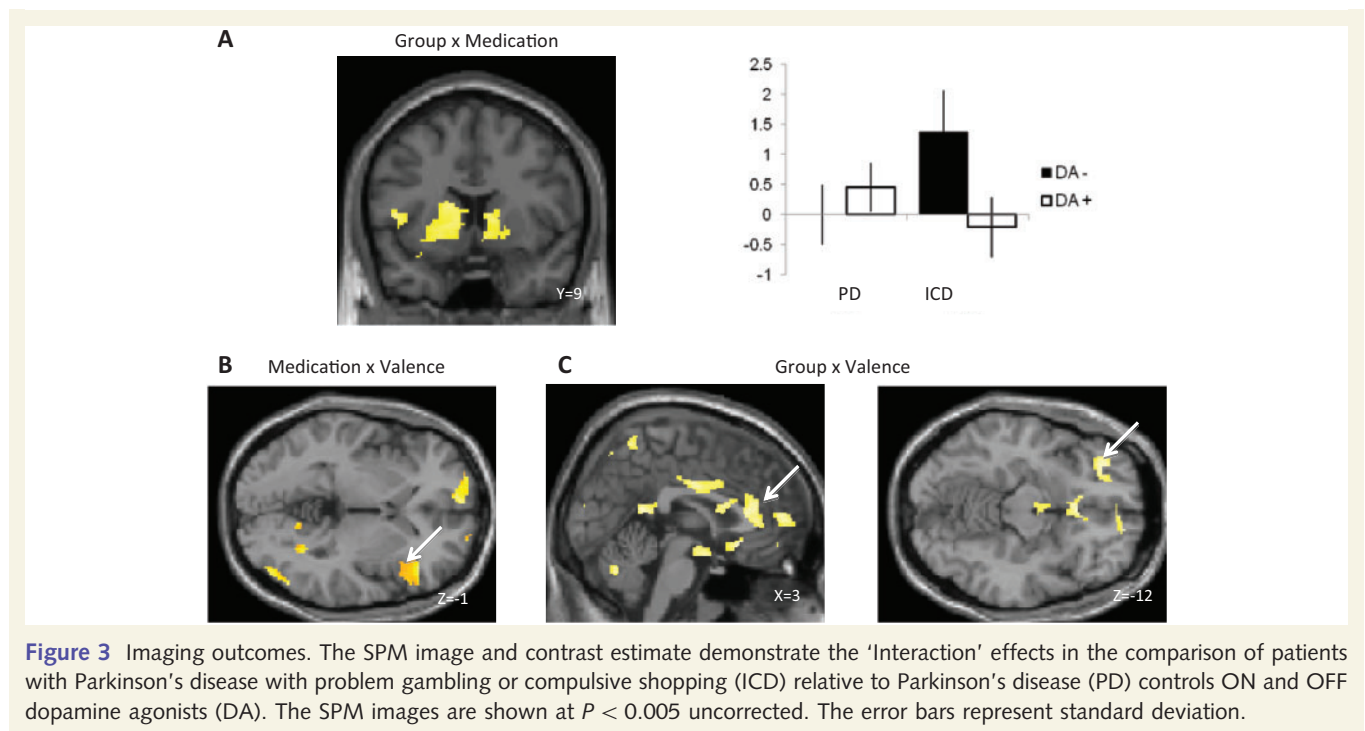 A
Group x Medication
Y=9
2.5
2
1.5
1
0.5
0
-0.5
-1
PD ICD
DA -
DA +
B Medication x Valence
Z=-1
C Group x Valence
X=3
Z=-12
Figure 3 Imaging outcomes. The SPM image and contrast estimate demonstrate the ‘Interaction’ effects in the comparison of patients
with Parkinson’s disease with problem gambling or compulsive shopping (ICD) relative to Parkinson’s disease (PD) controls ON and OFF
dopamine agonists (DA). The SPM images are shown at P < 0.005 uncorrected. The error bars represent standard deviation.